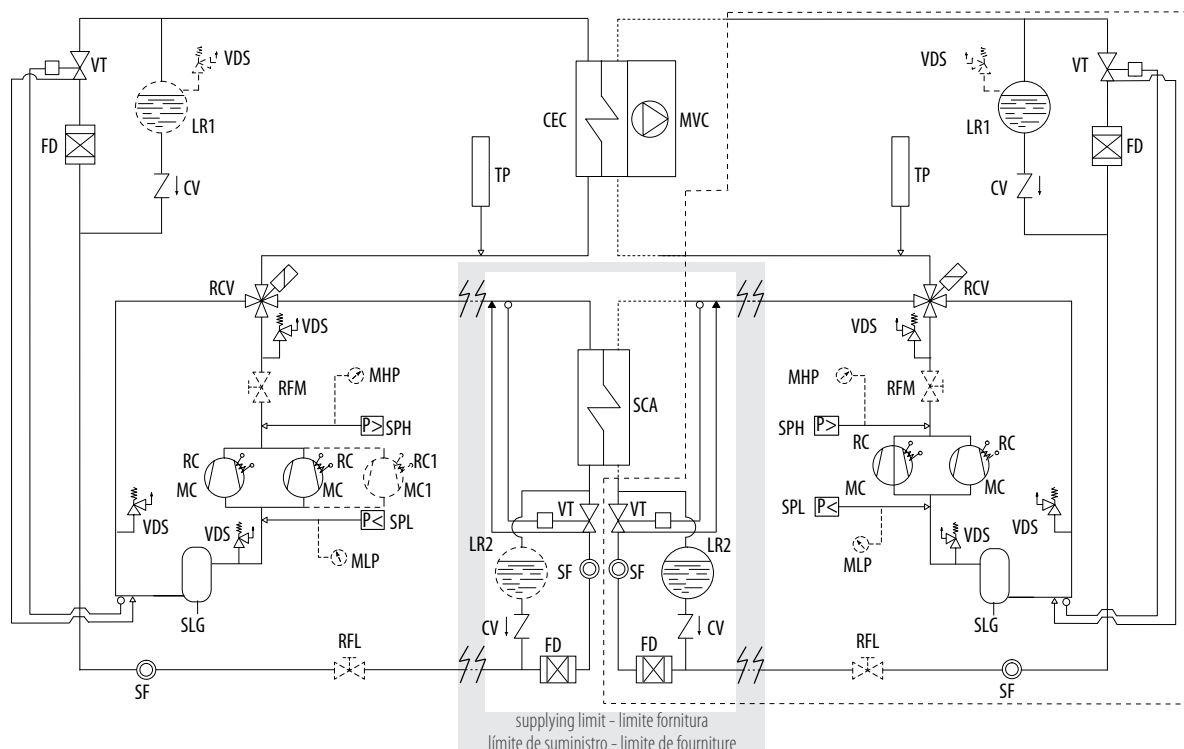 VT
VDS
LR1
FD
CV
TP
CEC
MVC
VDS
LR1
VT
FD
CV
TP
RCV
VDS
RFM
MHP
P>
SPH
RC
MC
RC
MC
RC1
MC1
P<
SPL
MLP
VDS
VDS
SLG
SF
RFL
SCA
VT
VT
LR2
LR2
SF
SF
CV
CV
FD
FD
RCV
VDS
RFM
MHP
SPH
P>
RC
RC
MC
MC
SPL
P<
MLP
VDS
VDS
SLG
RFL
SF
supplying limit - limite fornitura
límite de suministro - limite de fourniture